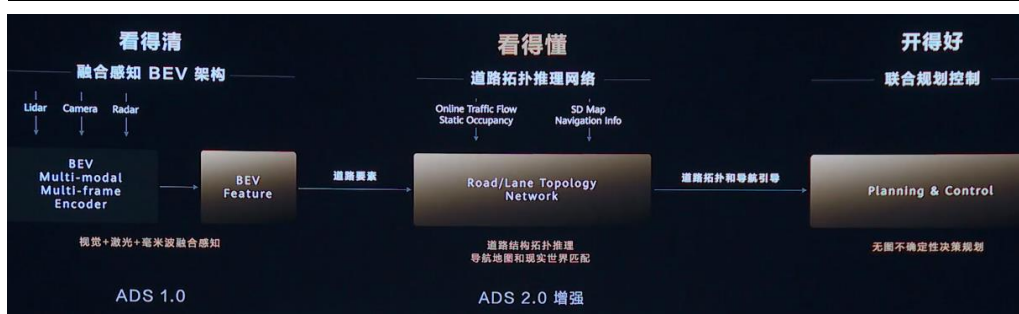 看得清
融合感知 BEV 架构
Lidar
Camera
Radar
BEV
Multi-modal
Multi-frame
Encoder
BEV
Feature
视觉+激光+毫米波融合感知
ADS 1.0
道路要素
看得懂
道路拓扑推理网络
Online Traffic Flow
Static Occupancy
SD Map
Navigation Info
Road/Lane Topology
Network
道路结构拓扑推理
导航地图和现实世界匹配
ADS 2.0 增强
道路拓扑和导航引导
开得好
联合规划控制
Planning & Control
无图不确定性决策规划